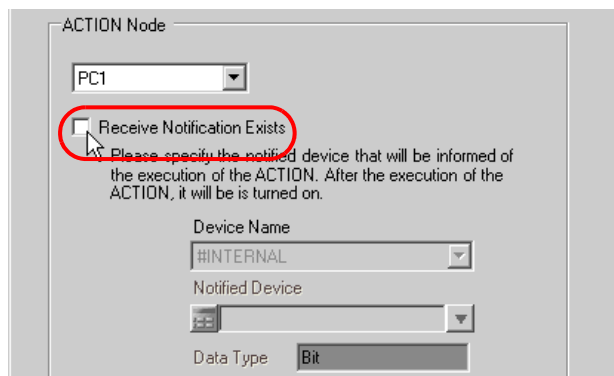 ACTION Node
PC1
Receive Notification Exists
Please specify the notified device that will be informed of
the execution of the ACTION. After the execution of the
ACTION, it will be is turned on.
Device Name
#INTERNAL
Notified Device
Data Type Bit